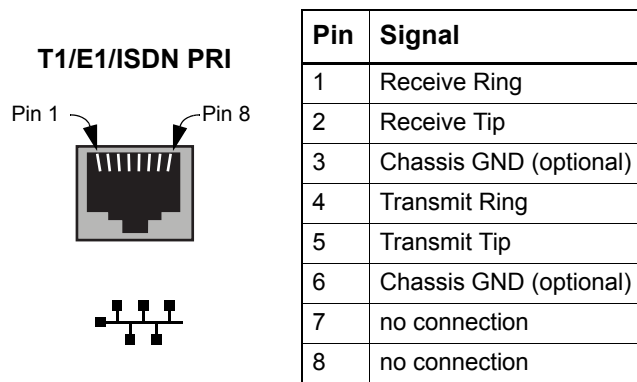 T1/E1/ISDN PRI
Pin 1
Pin 8
Pin Signal
1 Receive Ring
2 Receive Tip
3 Chassis GND (optional)
4 Transmit Ring
5 Transmit Tip
6 Chassis GND (optional)
7 no connection
8 no connection